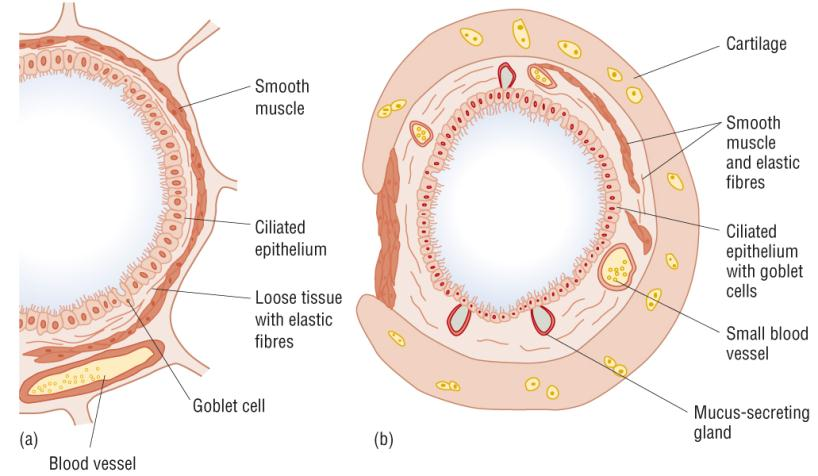 Smooth
muscle
Ciliated
epithelium
Loose tissue
with elastic
fibres
Goblet cell
(a)
Blood vessel
Cartilage
Smooth
muscle
and elastic
fibres
Ciliated
epithelium
with goblet
cells
Small blood
vessel
Mucus-secreting
gland
(b)